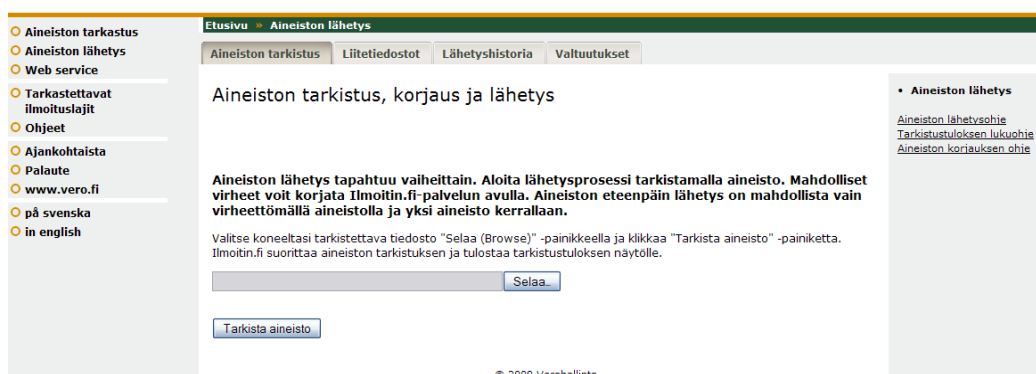 Aineiston tarkastus
Aineiston lähetys
Web service
Tarkastettavat
ilmoituslajit
Ohjeet
Ajankohtaista
Palaute
www.vero.fi
på svenska
in english
Etusivu » Aineiston lähetys
Aineiston tarkistus Liitetiedostot Lähetyshistoria Valtuutukset
Aineiston tarkistus, korjaus ja lähetys
Aineiston lähetys tapahtuu vaiheittain. Aloita lähetysprosessi tarkistamalla aineisto. Mahdolliset
virheet voit korjata Ilmoitin.fi-palvelun avulla. Aineiston eteenpäin lähetys on mahdollista vain
virheettömällä aineistolla ja yksi aineisto kerrallaan.
Valitse koneeltasi tarkistettava tiedosto "Selaa (Browse)" -painikkeella ja klikkaa "Tarkista aineisto" -painiketta.
Ilmoitin.fi suorittaa aineiston tarkistuksen ja tulostaa tarkistustuloksen näytölle.
Selaa...
Tarkista aineisto
© 2009 Verohallinto
• Aineiston lähetys
Aineiston lähetysohje
Tarkistustuloksen lukuohje
Aineiston korjauksen ohje